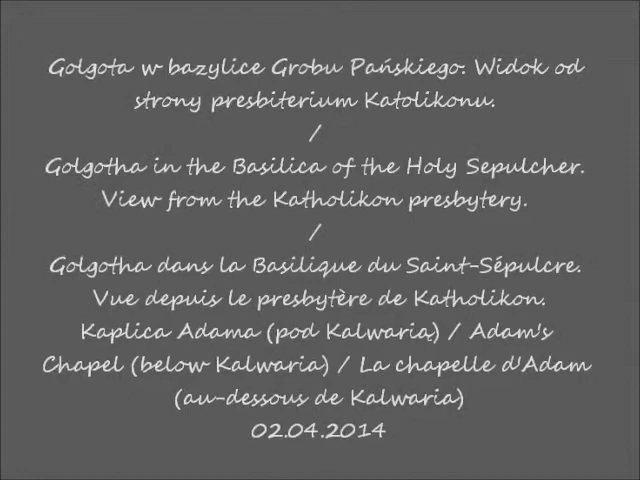 Golgota w bazylice Grobu Pańskiego. Widok od
strony presbiterium Katolikonu.
/
Golgotha in the Basilica of the Holy Sepulcher.
View from the Katholikon presbytery.
/
Golgotha dans la Basilique du Saint-Sépulcre.
Vue depuis le presbytère de Katholikon.
Kaplica Adama (pod Kalwarią) / Adam's
Chapel (below Kalwaria) / La chapelle d'Adam
(au-dessous de Kalwaria)
02.04.2014